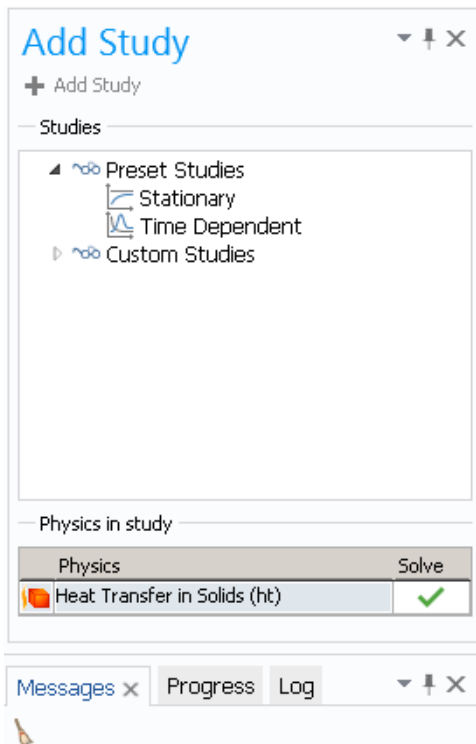 Add Study
Add Study
Studies
Preset Studies
Stationary
Time Dependent
Custom Studies
Physics in study
Physics Solve
Heat Transfer in Solids (ht)
Messages Progress Log